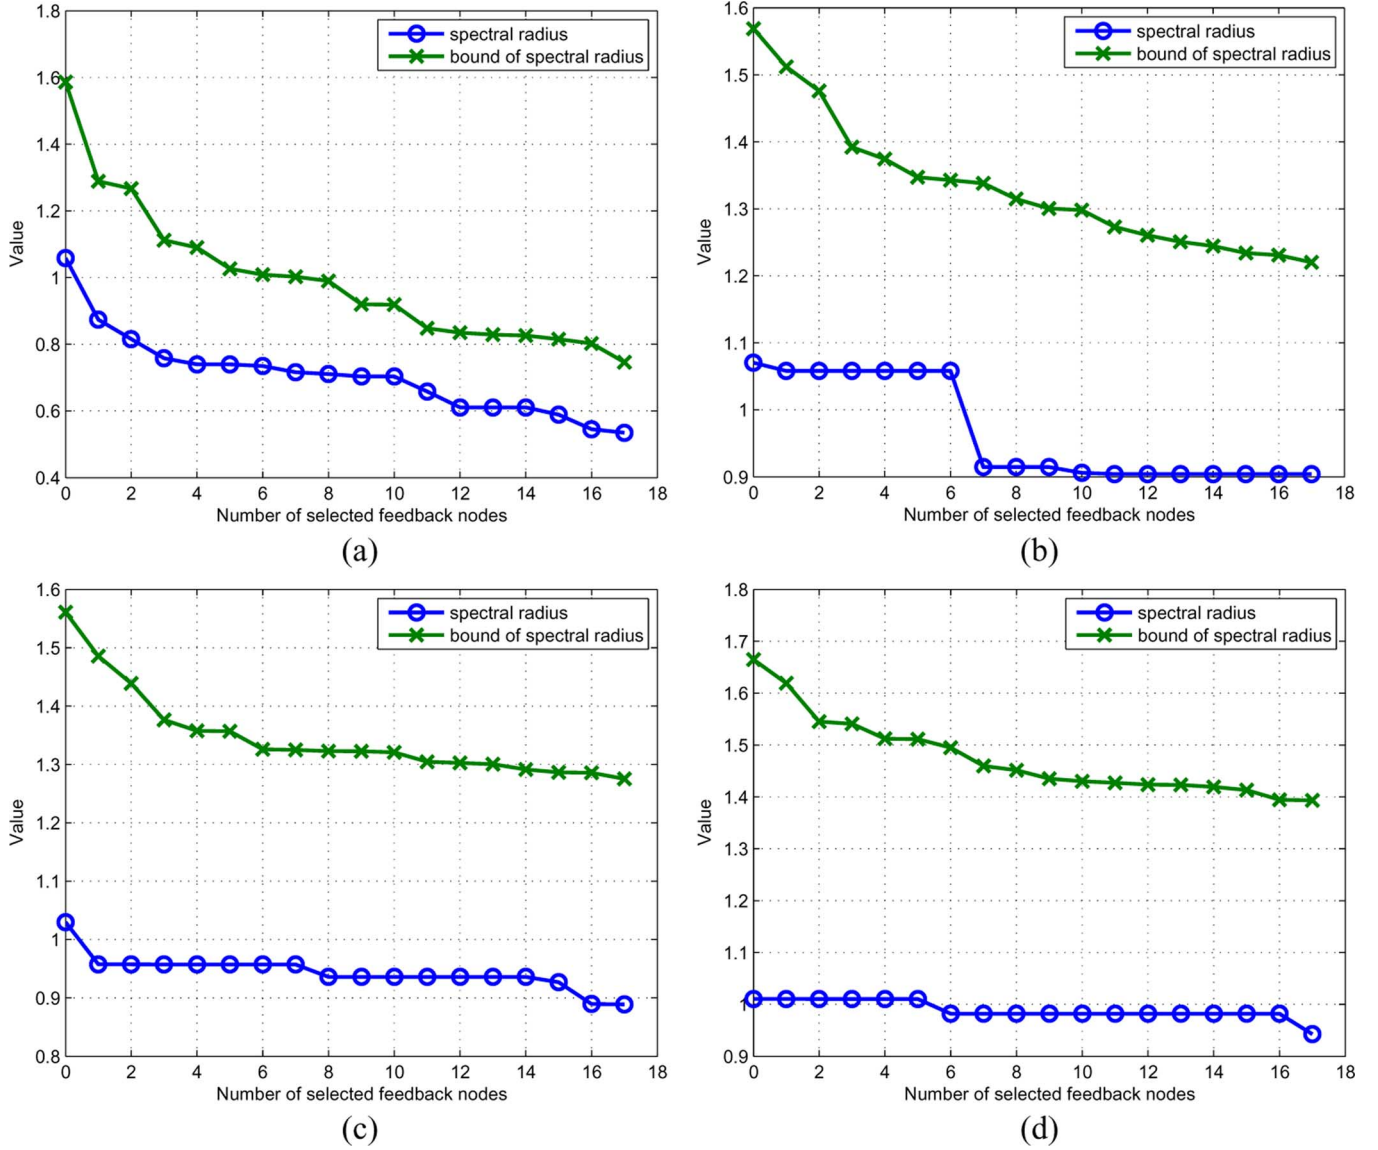 1.8
1.6
1.4
1.2
1
0.8
0.6
0.4
0 2 4 6 8 10 12 14 16 18
Value
Number of selected feedback nodes
spectral radius
bound of spectral radius
(a)
1.6
1.5
1.4
1.3
1.2
1.1
1
0.9
0 2 4 6 8 10 12 14 16 18
Value
Number of selected feedback nodes
spectral radius
bound of spectral radius
(b)
1.6
1.5
1.4
1.3
1.2
1.1
1
0.9
0.8
0 2 4 6 8 10 12 14 16 18
Value
Number of selected feedback nodes
spectral radius
bound of spectral radius
(c)
1.8
1.7
1.6
1.5
1.4
1.3
1.2
1.1
1
0.9
0 2 4 6 8 10 12 14 16 18
Value
Number of selected feedback nodes
spectral radius
bound of spectral radius
(d)